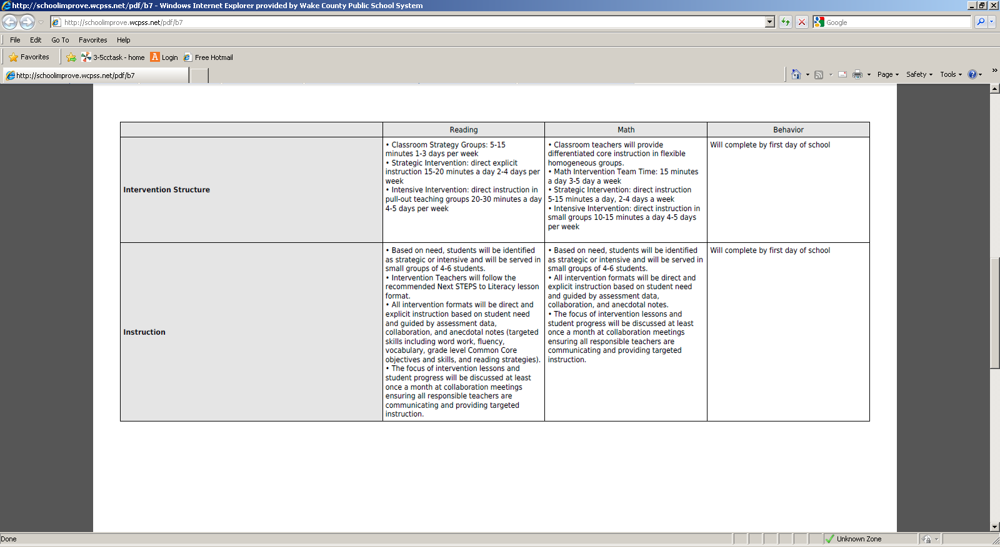 http://schoolimprove.wcpss.net/pdf/b7 - Windows Internet Explorer provided by Wake County Public School System
http://schoolimprove.wcpss.net/pdf/b7
Google
File Edit Go To Favorites Help
Favorites 3-5cctask - home Login Free Hotmail
http://schoolimprove.wcpss.net/pdf/b7
Page Safety Tools
Reading
Math
Behavior
Intervention Structure
• Classroom Strategy Groups: 5-15
minutes 1-3 days per week
• Strategic Intervention: direct explicit
instruction 15-20 minutes a day 2-4 days per
week
• Intensive Intervention: direct instruction in
pull-out teaching groups 20-30 minutes a day
4-5 days per week
• Classroom teachers will provide
differentiated core instruction in flexible
homogeneous groups.
• Math Intervention Team Time: 15 minutes
a day 3-5 day a week
• Strategic Intervention: direct instruction
5-15 minutes a day, 2-4 days a week
• Intensive Intervention: direct instruction in
small groups 10-15 minutes a day 4-5 days
per week
Will complete by first day of school
Instruction
• Based on need, students will be identified
as strategic or intensive and will be served in
small groups of 4-6 students.
• Intervention Teachers will follow the
recommended Next STEPS to Literacy lesson
format.
• All intervention formats will be direct and
explicit instruction based on student need
and guided by assessment data,
collaboration, and anecdotal notes (targeted
skills including word work, fluency,
vocabulary, grade level Common Core
objectives and skills, and reading strategies).
• The focus of intervention lessons and
student progress will be discussed at least
once a month at collaboration meetings
ensuring all responsible teachers are
communicating and providing targeted
instruction.
• Based on need, students will be identified
as strategic or intensive and will be served in
small groups of 4-6 students.
• All intervention formats will be direct and
explicit instruction based on student need
and guided by assessment data,
collaboration, and anecdotal notes.
• The focus of intervention lessons and
student progress will be discussed at least
once a month at collaboration meetings
ensuring all responsible teachers are
communicating and providing targeted
instruction.
Will complete by first day of school
Done
Unknown Zone